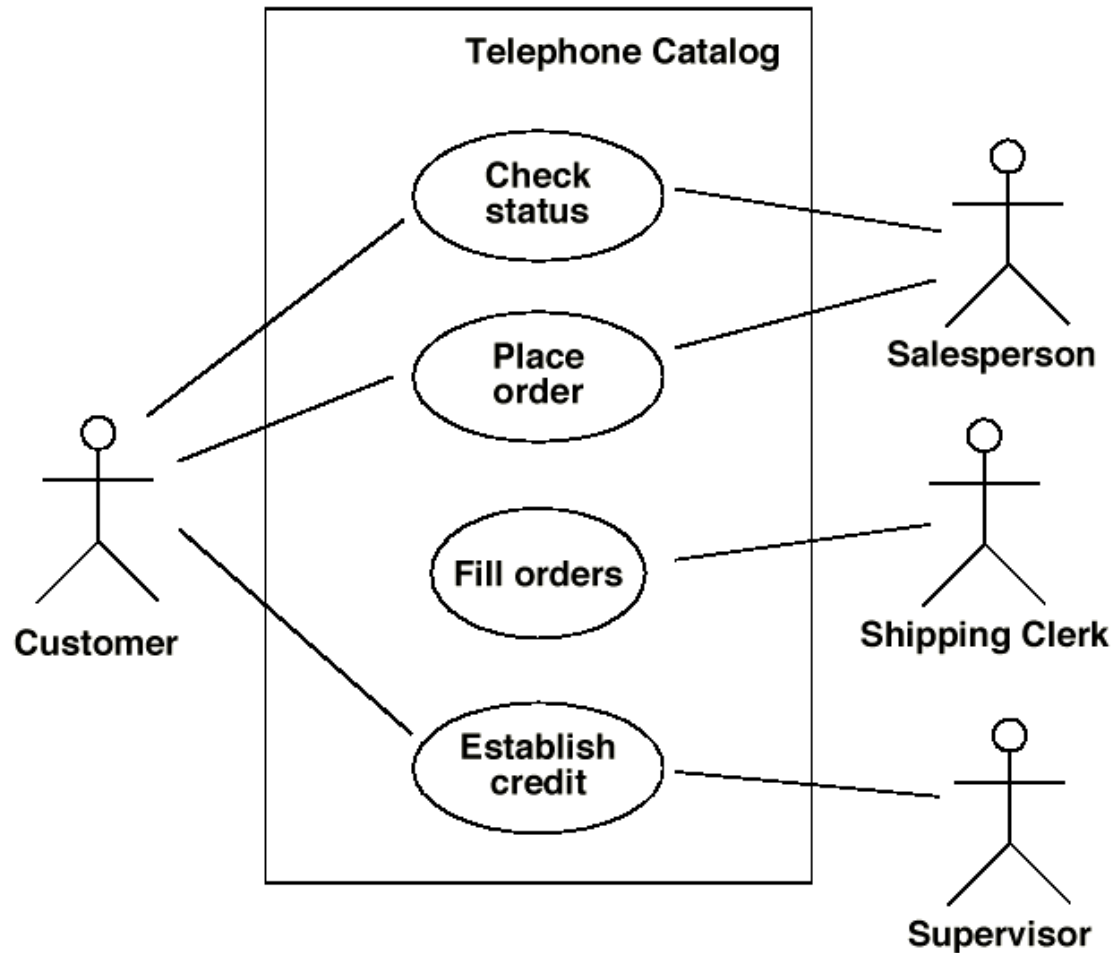 Telephone Catalog
Check
status
Salesperson
Place
order
Customer
Fill orders
Shipping Clerk
Establish
credit
Supervisor